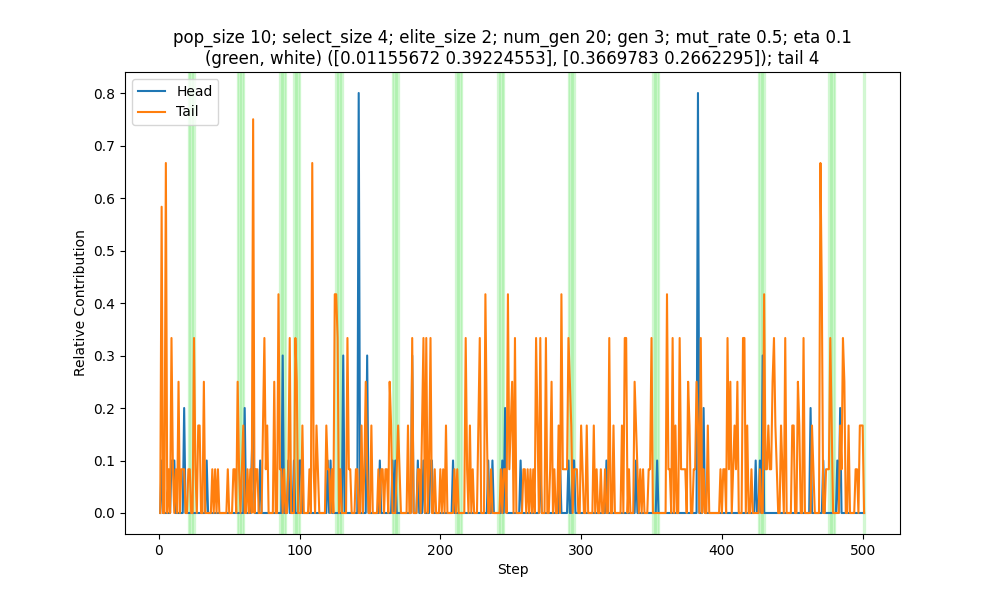 pop_size 10; select_size 4; elite_size 2; num_gen 20; gen 3; mut_rate 0.5; eta 0.1
(green, white) ([0.01155672 0.39224553], [0.3669783 0.2662295]); tail 4
Head
Tail
0.8
0.7
0.6
0.5
0.4
0.3
0.2
0.1
0.0
Relative Contribution
0 100 200 300 400 500
Step